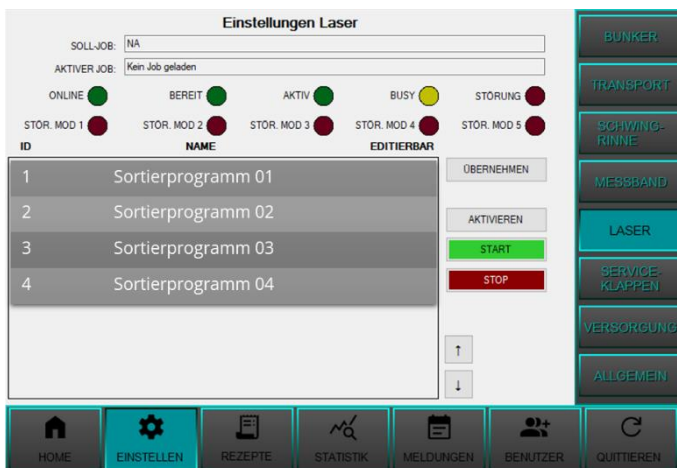 Einstellungen Laser
SOLL-JOB: NA
AKTIVER JOB: Kein Job geladen
ONLINE BEREIT AKTIV BUSY STÖRUNG
STÖR. MOD 1 STÖR. MOD 2 STÖR. MOD 3 STÖR. MOD 4 STÖR. MOD 5
ID NAME EDITIERBAR
1 Sortierprogramm 01
2 Sortierprogramm 02
3 Sortierprogramm 03
4 Sortierprogramm 04
ÜBERNEHMEN
AKTIVIEREN
START
STOP
↑
↓
BUNKER
TRANSPORT
SCHWING-
RINNE
MESSBAND
LASER
SERVICE-
KLAPPEN
VERSORGUNG
ALLGEMEIN
HOME EINSTELLEN REZEPTE STATISTIK MELDUNGEN BENUTZER QUITTIEREN